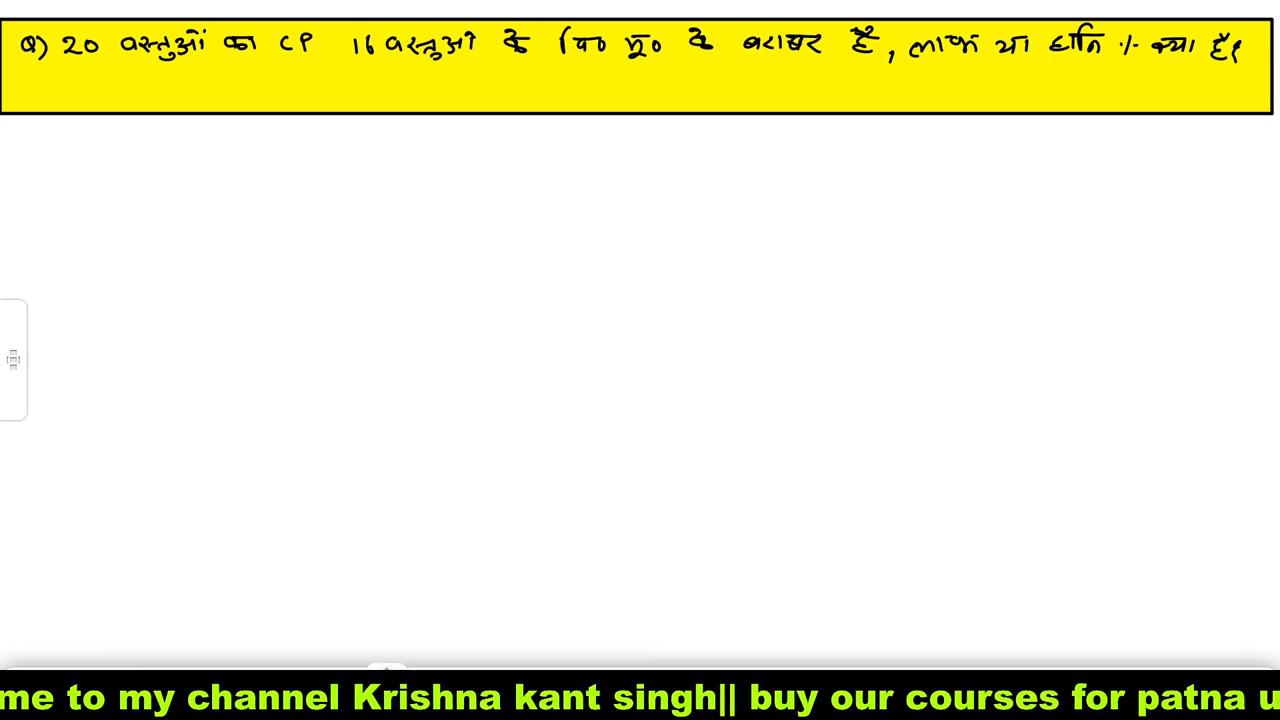 Q) 20 वस्तुओं का CP 16 वस्तुओ के वि० मू० के बराबर है, लाभ या हानि % क्या है?
me to my channel Krishna kant singh|| buy our courses for patna u